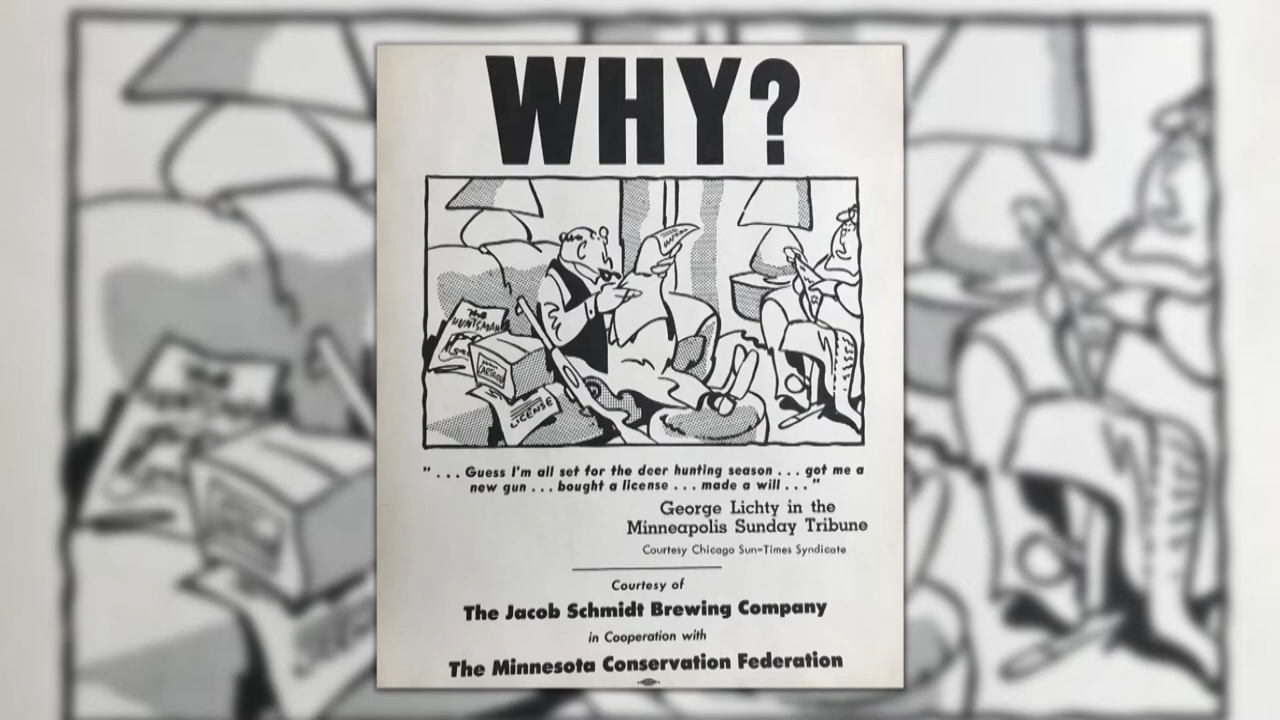 WHY?
THE HUNTSMAN
LICENSE
" . . . Guess I'm all set for the deer hunting season . . . got me a
new gun . . . bought a license . . . made a will . . . "
George Lichty in the
Minneapolis Sunday Tribune
Courtesy Chicago Sun-Times Syndicate
Courtesy of
The Jacob Schmidt Brewing Company
in Cooperation with
The Minnesota Conservation Federation